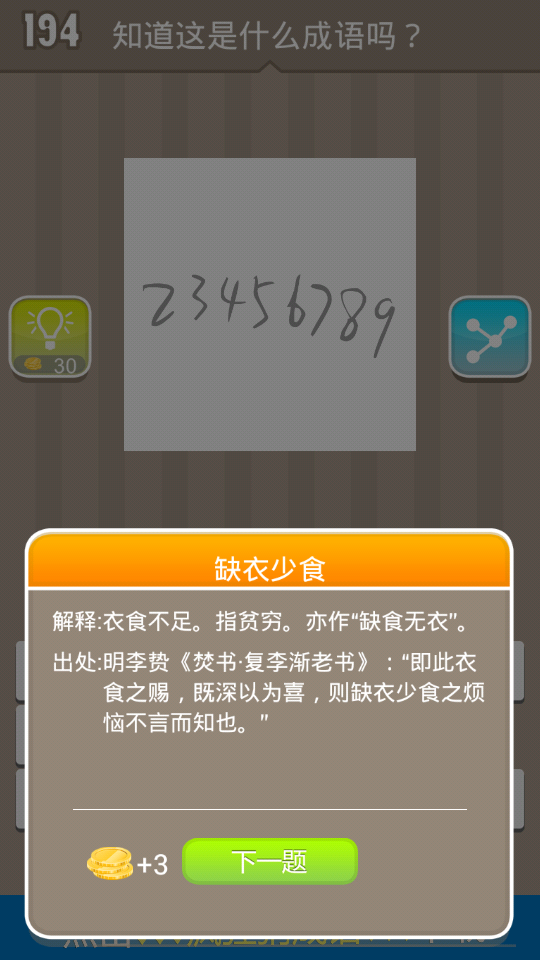 194
知道这是什么成语吗？
23456789
30
缺衣少食
解释:衣食不足。指贫穷。亦作“缺食无衣”。
出处:明李贽《焚书·复李渐老书》：“即此衣
食之赐，既深以为喜，则缺衣少食之烦
恼不言而知也。”
+3
下一题